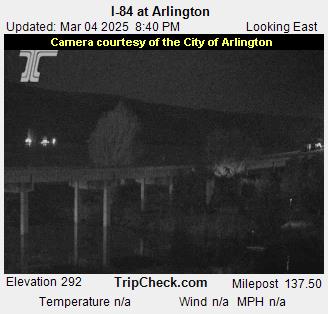 I-84 at Arlington
Updated: Mar 04 2025 8:40 PM Looking East
Camera courtesy of the City of Arlington
Elevation 292 TripCheck.com Milepost 137.50
Temperature n/a Wind n/a MPH n/a